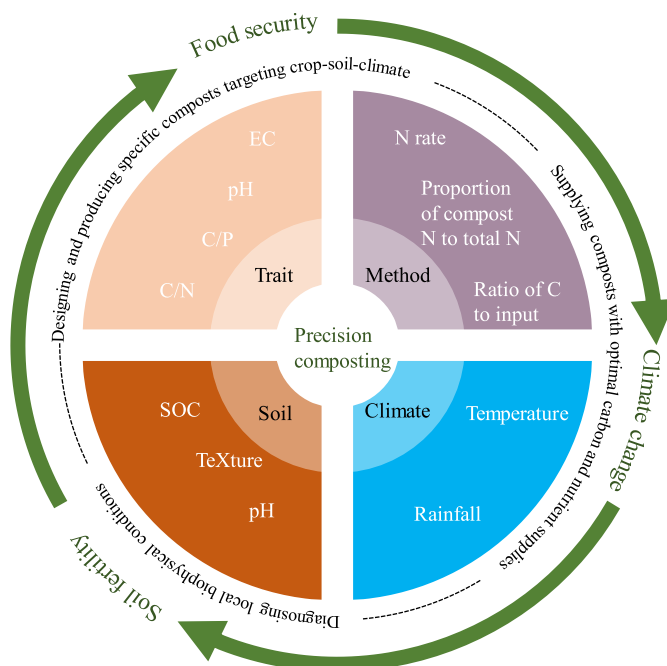 Food security
Designing and producing specific composts targeting crop-soil-climate
EC
pH
C/P
C/N
Trait
N rate
Proportion
of compost
N to total N
Ratio of C
to input
Method
Supplying composts with optimal carbon and nutrient supplies
Climate change
Precision
composting
SOC
TeXture
pH
Soil
Climate
Temperature
Rainfall
Diagnosing local biophysical conditions
Soil fertility